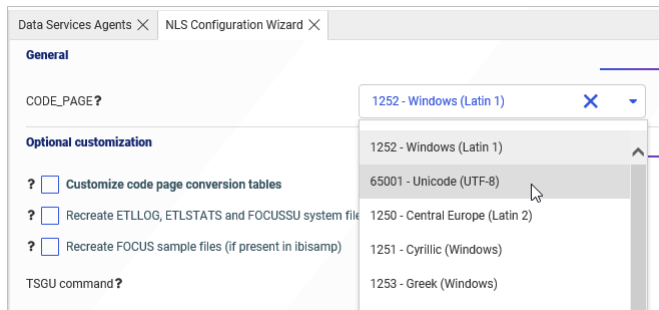 Data Services Agents
NLS Configuration Wizard
General
CODE_PAGE?
1252 - Windows (Latin 1)
1252 - Windows (Latin 1)
Optional customization
65001 - Unicode (UTF-8)
? Customize code page conversion tables
? Recreate ETLLOG, ETLSTATS and FOCUSSU system file
1250 - Central Europe (Latin 2)
? Recreate FOCUS sample files (if present in ibisamp)
1251 - Cyrillic (Windows)
TSGU command?
1253 - Greek (Windows)